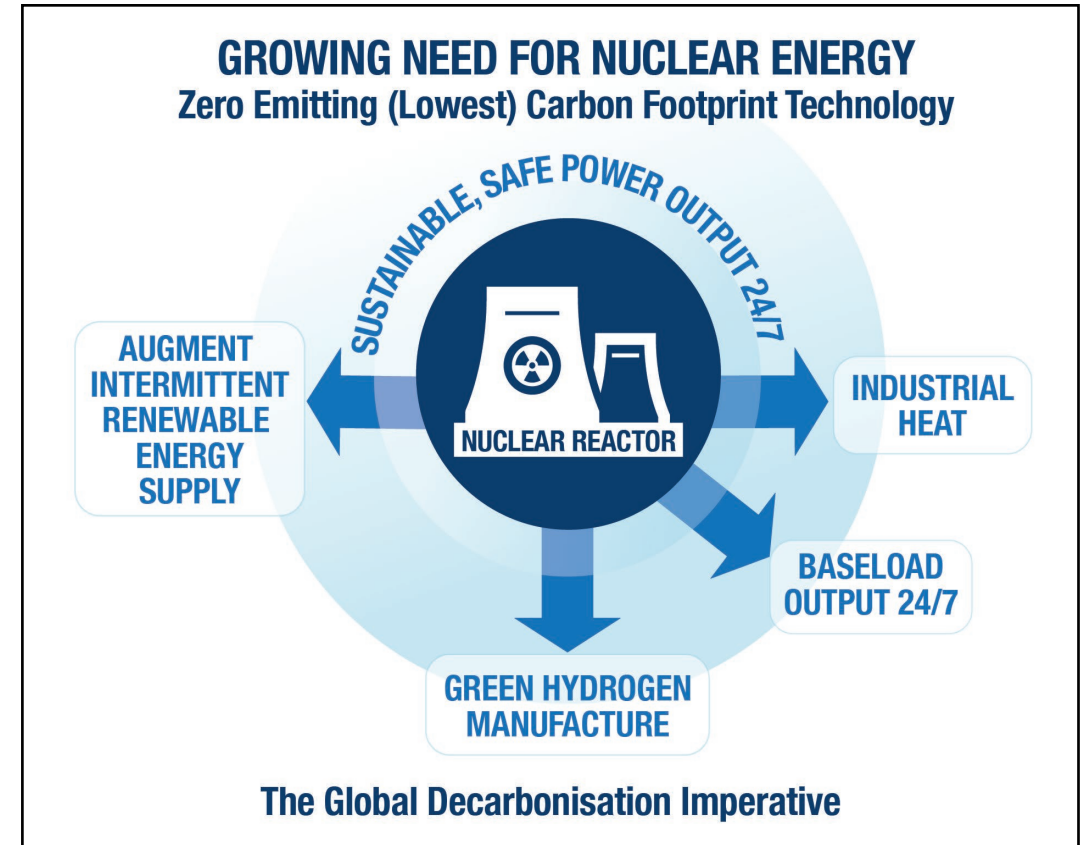 GROWING NEED FOR NUCLEAR ENERGY
Zero Emitting (Lowest) Carbon Footprint Technology
SUSTAINABLE, SAFE POWER OUTPUT 24/7
AUGMENT
INTERMITTENT
RENEWABLE
ENERGY
SUPPLY
NUCLEAR REACTOR
INDUSTRIAL
HEAT
BASELOAD
OUTPUT 24/7
GREEN HYDROGEN
MANUFACTURE
The Global Decarbonisation Imperative